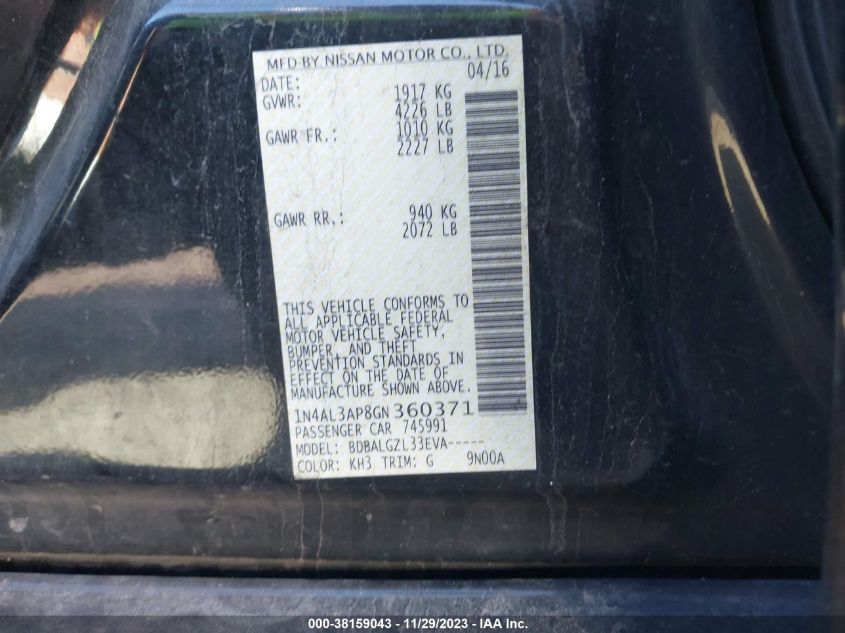 MFD BY NISSAN MOTOR CO., LTD.
DATE: 04/16
GVWR: 1917 KG
4226 LB
GAWR FR.: 1010 KG
2227 LB
GAWR RR.: 940 KG
2072 LB
THIS VEHICLE CONFORMS TO
ALL APPLICABLE FEDERAL
MOTOR VEHICLE SAFETY,
BUMPER, AND THEFT
PREVENTION STANDARDS IN
EFFECT ON THE DATE OF
MANUFACTURE SHOWN ABOVE.
1N4AL3AP8GN360371
PASSENGER CAR 745991
MODEL: BDBALGZL33EVA-----
COLOR: KH3 TRIM: G 9N00A
000-38159043 - 11/29/2023 - IAA Inc.